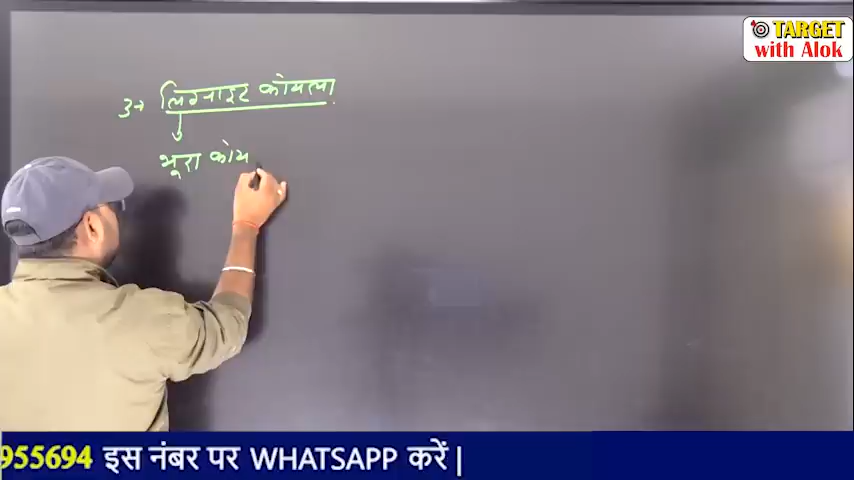 TARGET
with Alok
3→ लिग्नाइट कोयला
भूरा कोय
955694 इस नंबर पर WHATSAPP करें |